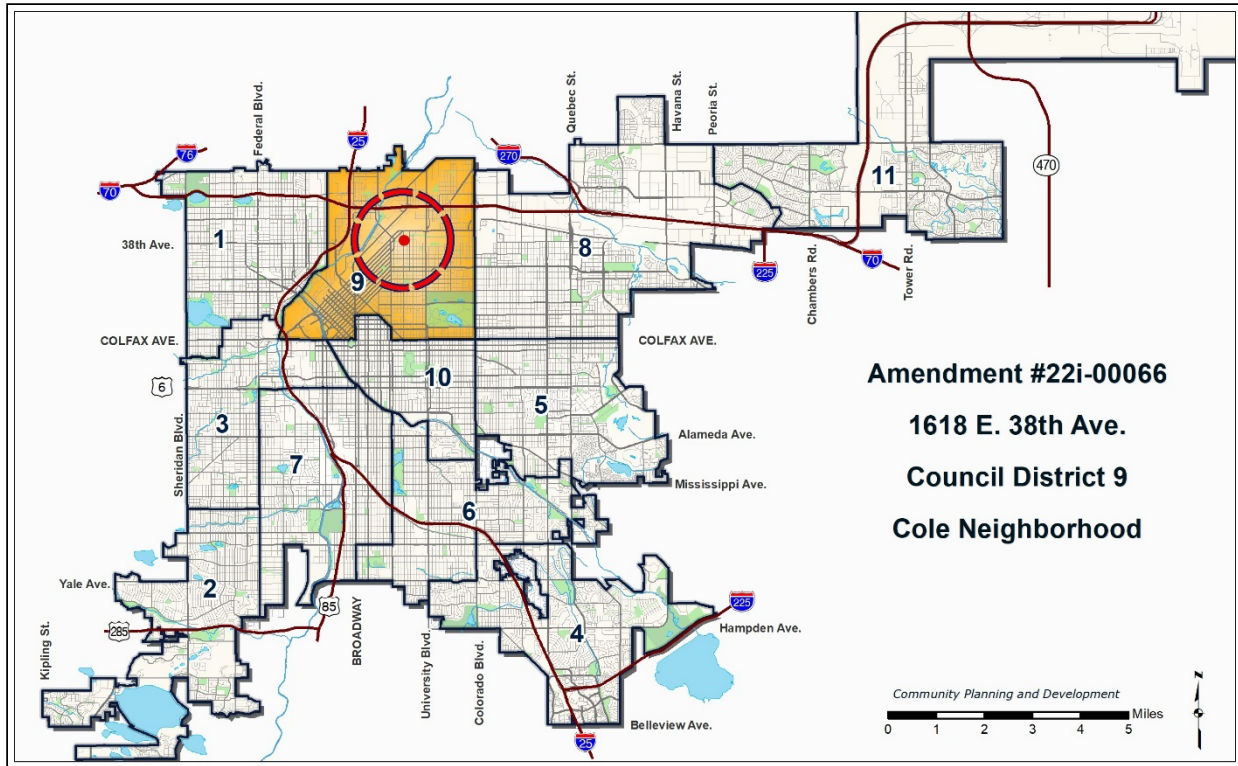 Federal Blvd.
25
Quebec St.
Havana St.
Peoria St.
76
270
70
470
11
38th Ave.
1
8
9
225
70
Chambers Rd.
Tower Rd.
COLFAX AVE.
COLFAX AVE.
6
10
5
Amendment #22i-00066
1618 E. 38th Ave.
Council District 9
Cole Neighborhood
3
Sheridan Blvd.
7
Alameda Ave.
Mississippi Ave.
6
Yale Ave.
2
85
BROADWAY
225
285
Hampden Ave.
4
Kipling St.
University Blvd.
Colorado Blvd.
Belleview Ave.
25
Community Planning and Development
Miles
0 1 2 3 4 5
N